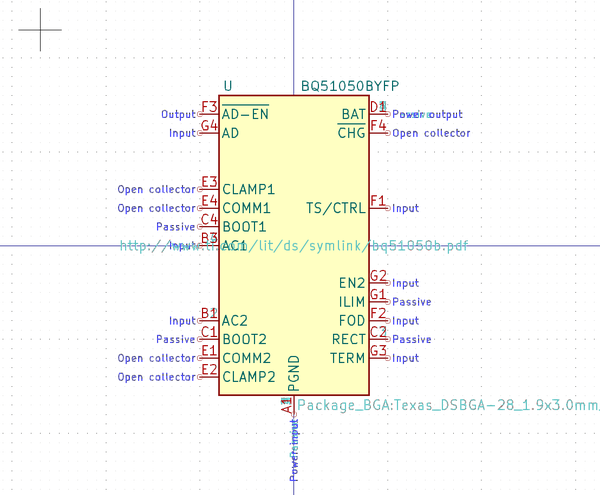 U BQ51050BYFP
Output F3 AD-EN BAT D1 Power output
Input G4 AD CHG F4 Open collector
Open collector E3 CLAMP1
Open collector E4 COMM1 TS/CTRL F1 Input
Passive C4 BOOT1
Input B3 AC1 http://www.ti.com/lit/ds/symlink/bq51050b.pdf
EN2 G2 Input
ILIM G1 Passive
Input B1 AC2 FOD F2 Input
Passive C1 BOOT2 RECT C2 Passive
Open collector E1 COMM2 TERM G3 Input
Open collector E2 CLAMP2
PGND
A1 Package_BGA:Texas_DSBGA-28_1.9x3.0mm
Power input